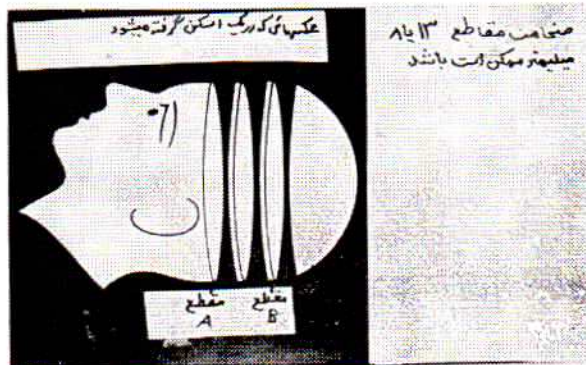 عکسهائی که در یک اسکن گرفته میشود
ضخامت مقاطع ۱۳ یا ۸
میلیمتر ممکن است باشد
مقطع
A
مقطع
B